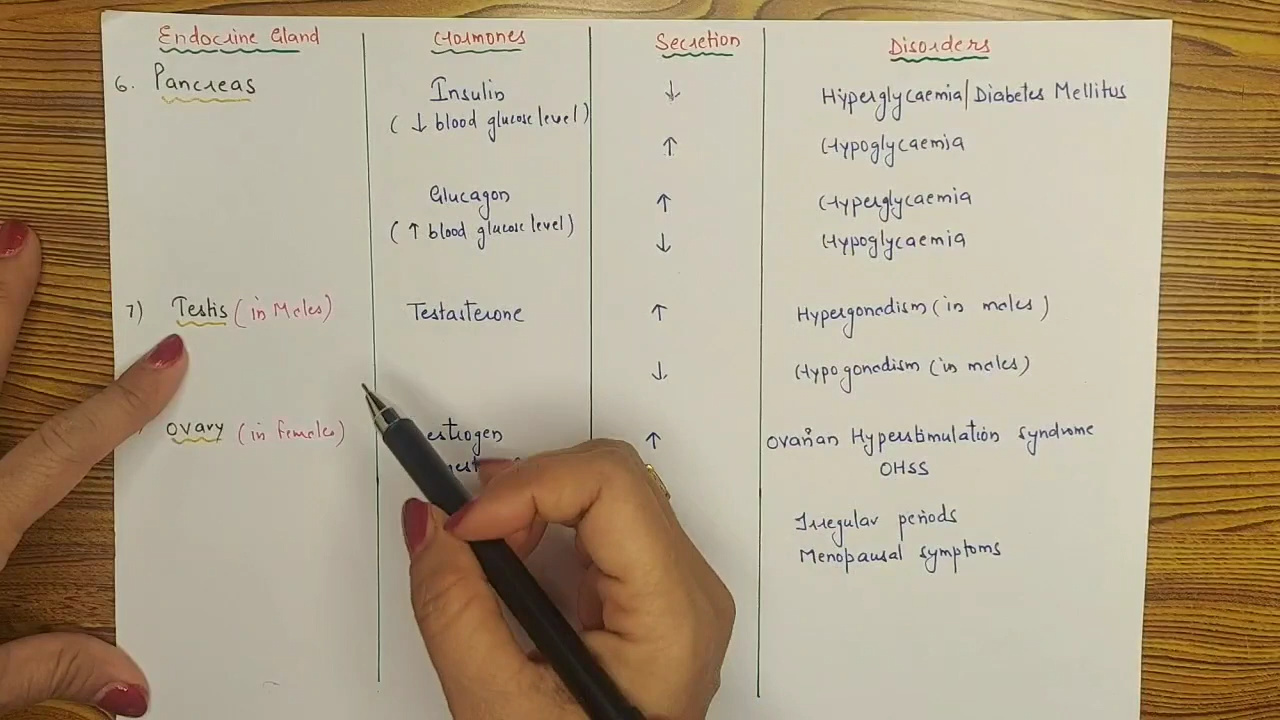 Endocrine Gland Hormones Secretion Disorders
6. Pancreas Insulin ↓ Hyperglycaemia/Diabetes Mellitus
( ↓ blood glucose level )
↑ Hypoglycaemia
Glucagon ↑ Hyperglycaemia
( ↑ blood glucose level )
↓ Hypoglycaemia
7) Testis (in Males) Testasterone ↑ Hypergonadism (in males )
↓ Hypogonadism (in males)
Ovary (in females) estrogen ↑ Ovarian Hyperstimulation Syndrome
OHSS
Irregular periods
Menopausal symptoms